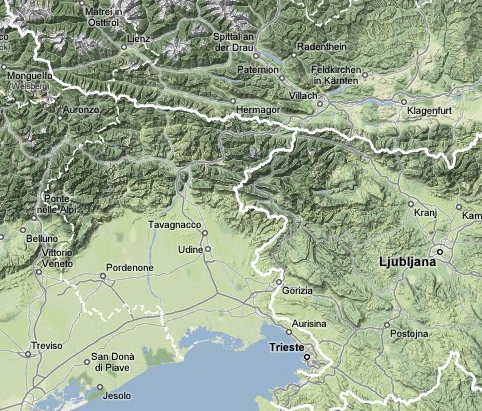 Matrei in
Osttirol
Lienz
Spittal an
der Drau
Radenthein
Paternion
Feldkirchen
in Kärnten
Monguelfo
(Welsberg)
Villach
Hermagor
Klagenfurt
Auronzo
Ponte
nelle Alpi
Kranj
Kam
Belluno
Tavagnacco
Vittorio
Veneto
Udine
Ljubljana
Pordenone
Gorizia
Aurisina
Postojna
Treviso
Trieste
San Donà
di Piave
Jesolo